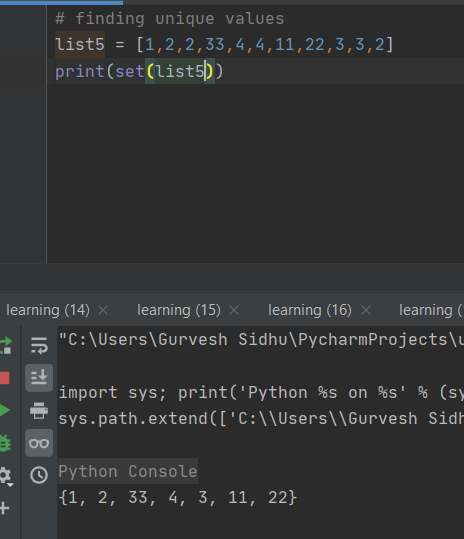 # finding unique values
list5 = [1,2,2,33,4,4,11,22,3,3,2]
print(set(list5))
learning (14) learning (15) learning (16) learning (
"C:\Users\Gurvesh Sidhu\PycharmProjects\u
import sys; print('Python %s on %s' % (sy
sys.path.extend(['C:\\Users\\Gurvesh Sidh
Python Console
{1, 2, 33, 4, 3, 11, 22}